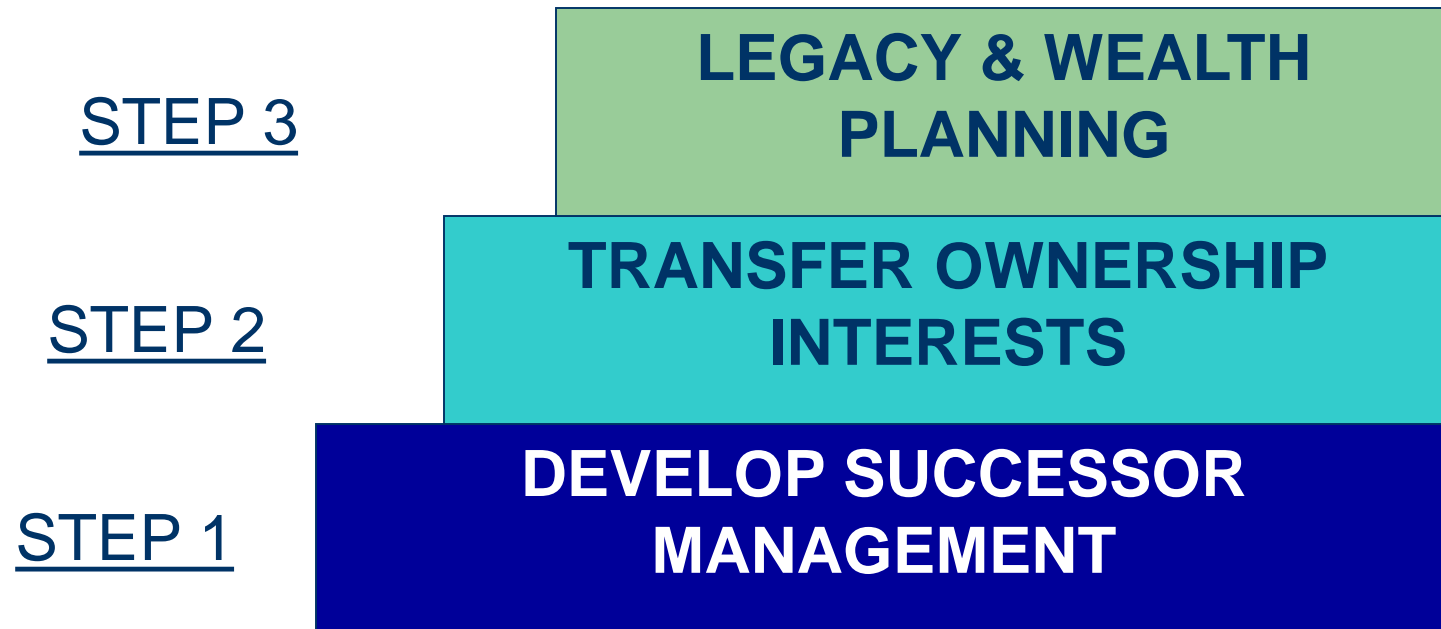 STEP 3
LEGACY & WEALTH
PLANNING
STEP 2
TRANSFER OWNERSHIP
INTERESTS
STEP 1
DEVELOP SUCCESSOR
MANAGEMENT